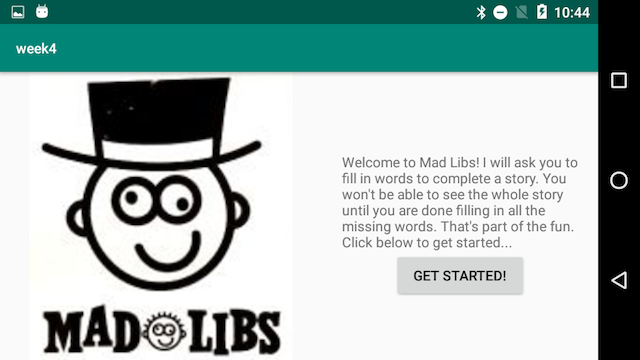 10:44
week4
MAD LIBS
Welcome to Mad Libs! I will ask you to
fill in words to complete a story. You
won't be able to see the whole story
until you are done filling in all the
missing words. That's part of the fun.
Click below to get started...
GET STARTED!